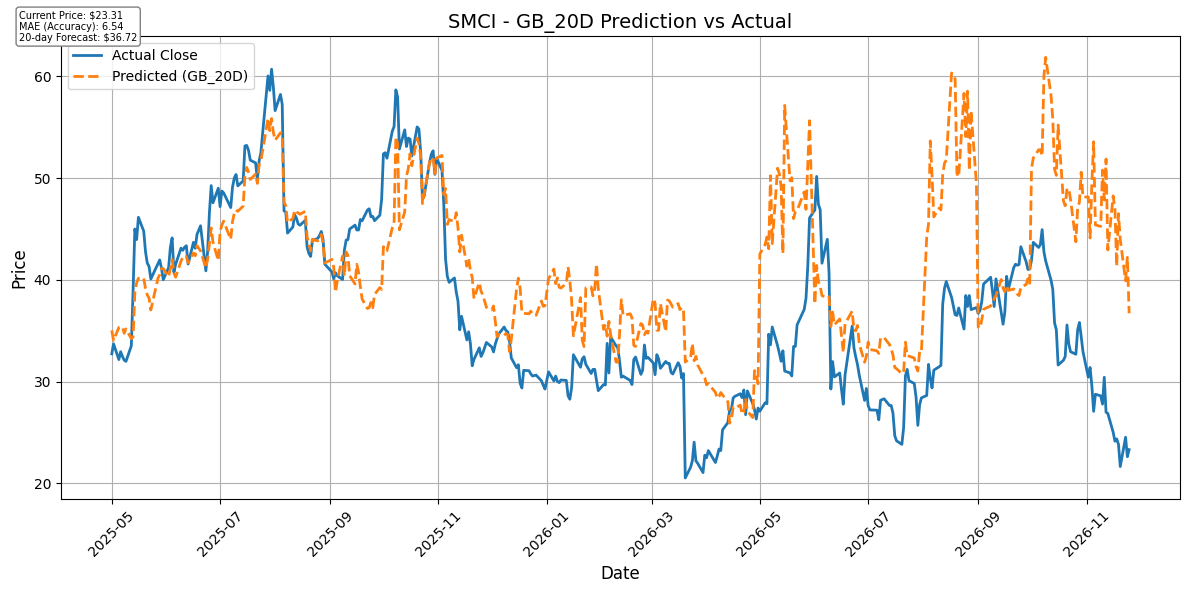 SMCI - GB_20D Prediction vs Actual
Current Price: $23.31
MAE (Accuracy): 6.54
20-day Forecast: $36.72
Actual Close
Predicted (GB_20D)
Price
60
50
40
30
20
2025-05
2025-07
2025-09
2025-11
2026-01
2026-03
2026-05
2026-07
2026-09
2026-11
Date